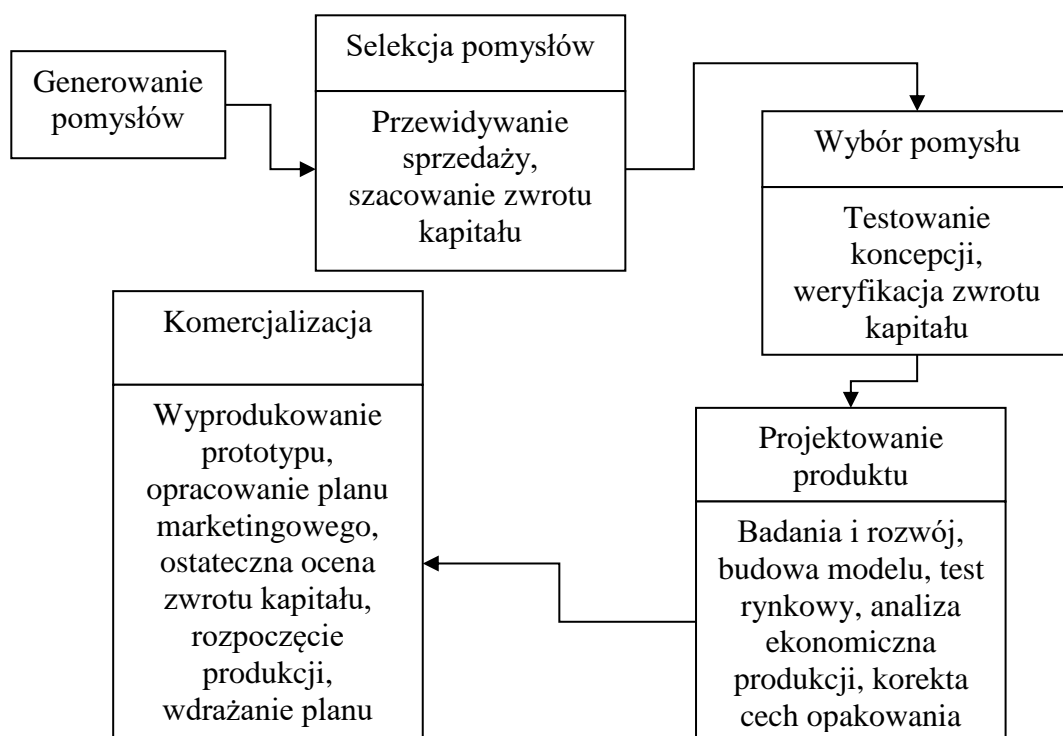 Generowanie
pomysłów
Selekcja pomysłów
Przewidywanie
sprzedaży,
szacowanie zwrotu
kapitału
Wybór pomysłu
Testowanie
koncepcji,
weryfikacja zwrotu
kapitału
Projektowanie
produktu
Badania i rozwój,
budowa modelu, test
rynkowy, analiza
ekonomiczna
produkcji, korekta
cech opakowania
Komercjalizacja
Wyprodukowanie
prototypu,
opracowanie planu
marketingowego,
ostateczna ocena
zwrotu kapitału,
rozpoczęcie
produkcji,
wdrażanie planu